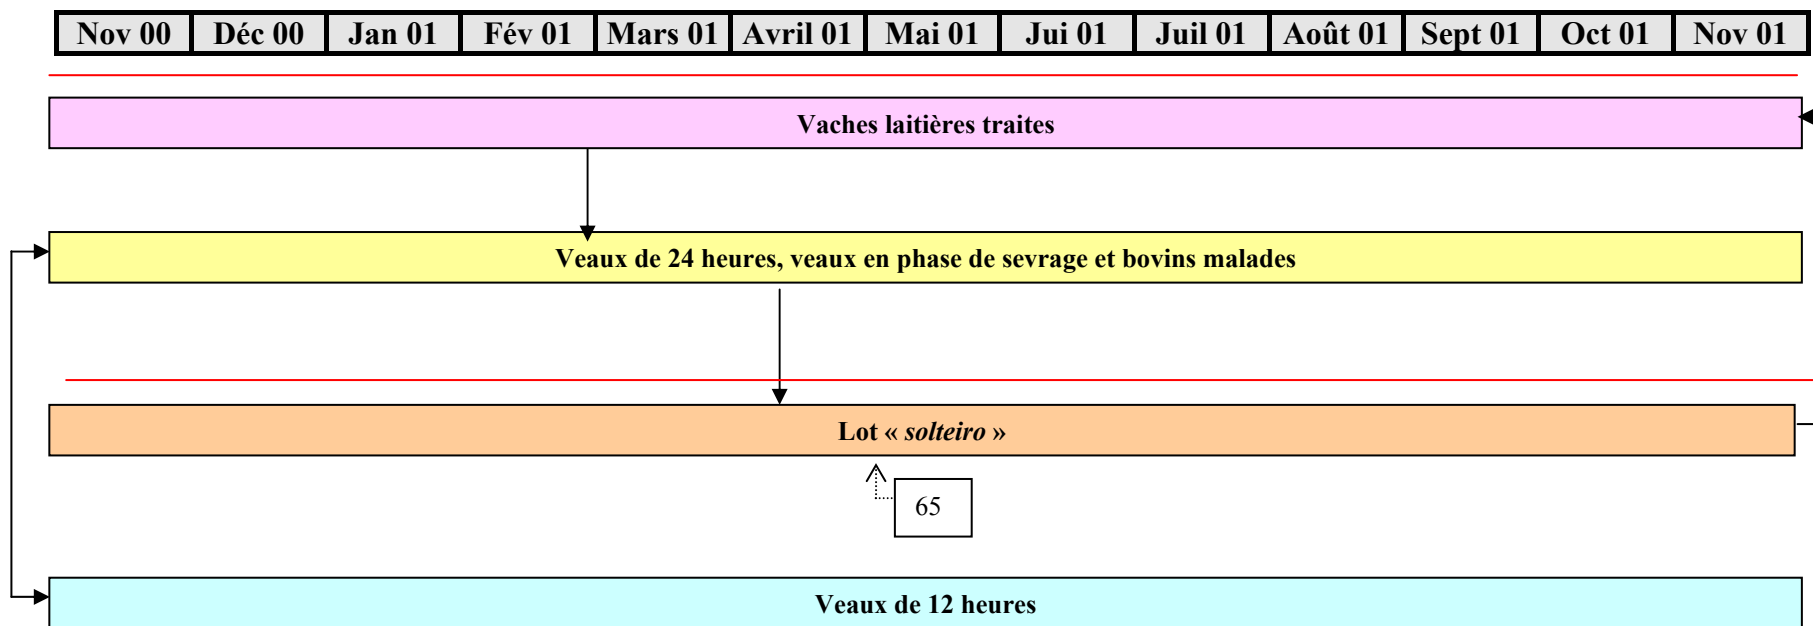 Nov 00 Déc 00 Jan 01 Fév 01 Mars 01 Avril 01 Mai 01 Jui 01 Juil 01 Août 01 Sept 01 Oct 01 Nov 01
Vaches laitières traites
Veaux de 24 heures, veaux en phase de sevrage et bovins malades
Lot « solteiro »
65
Veaux de 12 heures